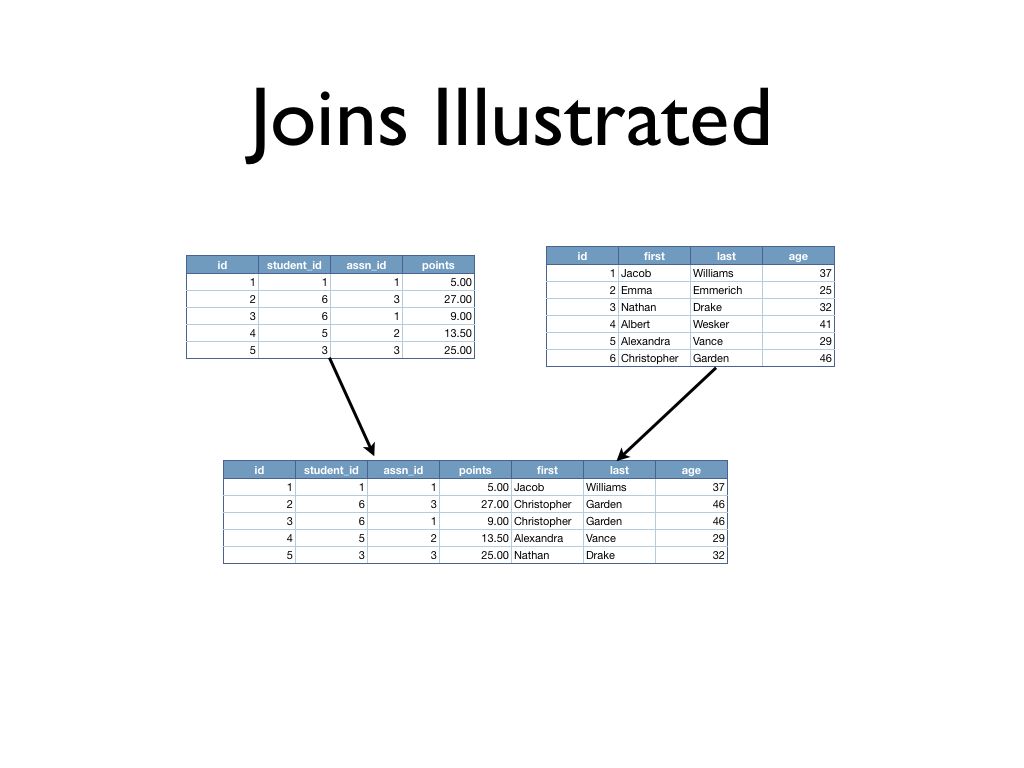 Joins Illustrated
id student_id assn_id points
1 1 1 5.00
2 6 3 27.00
3 6 1 9.00
4 5 2 13.50
5 3 3 25.00
id first last age
1 Jacob Williams 37
2 Emma Emmerich 25
3 Nathan Drake 32
4 Albert Wesker 41
5 Alexandra Vance 29
6 Christopher Garden 46
id student_id assn_id points first last age
1 1 1 5.00 Jacob Williams 37
2 6 3 27.00 Christopher Garden 46
3 6 1 9.00 Christopher Garden 46
4 5 2 13.50 Alexandra Vance 29
5 3 3 25.00 Nathan Drake 32